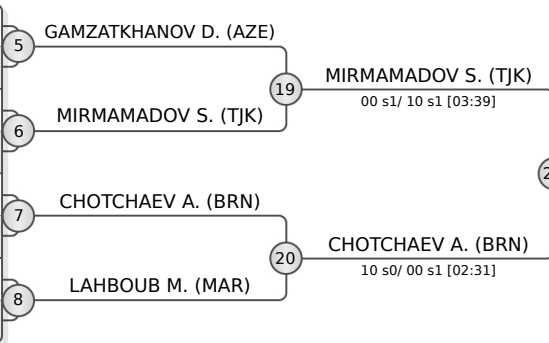 5
GAMZATKHANOV D. (AZE)
19
MIRMAMADOV S. (TJK)
00 s1/ 10 s1 [03:39]
6
MIRMAMADOV S. (TJK)
7
CHOTCHAEV A. (BRN)
20
CHOTCHAEV A. (BRN)
10 s0/ 00 s1 [02:31]
8
LAHBOUB M. (MAR)